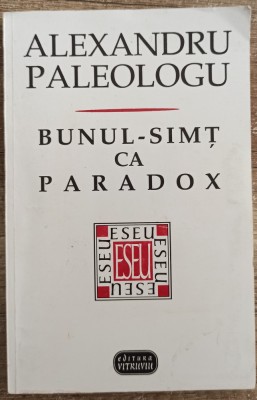 ALEXANDRU
PALEOLOGU
BUNUL-SIMȚ
CA
PARADOX
ESEU
ESEU
ESEU
ESEU
ESEU
editura
VITRUVIU